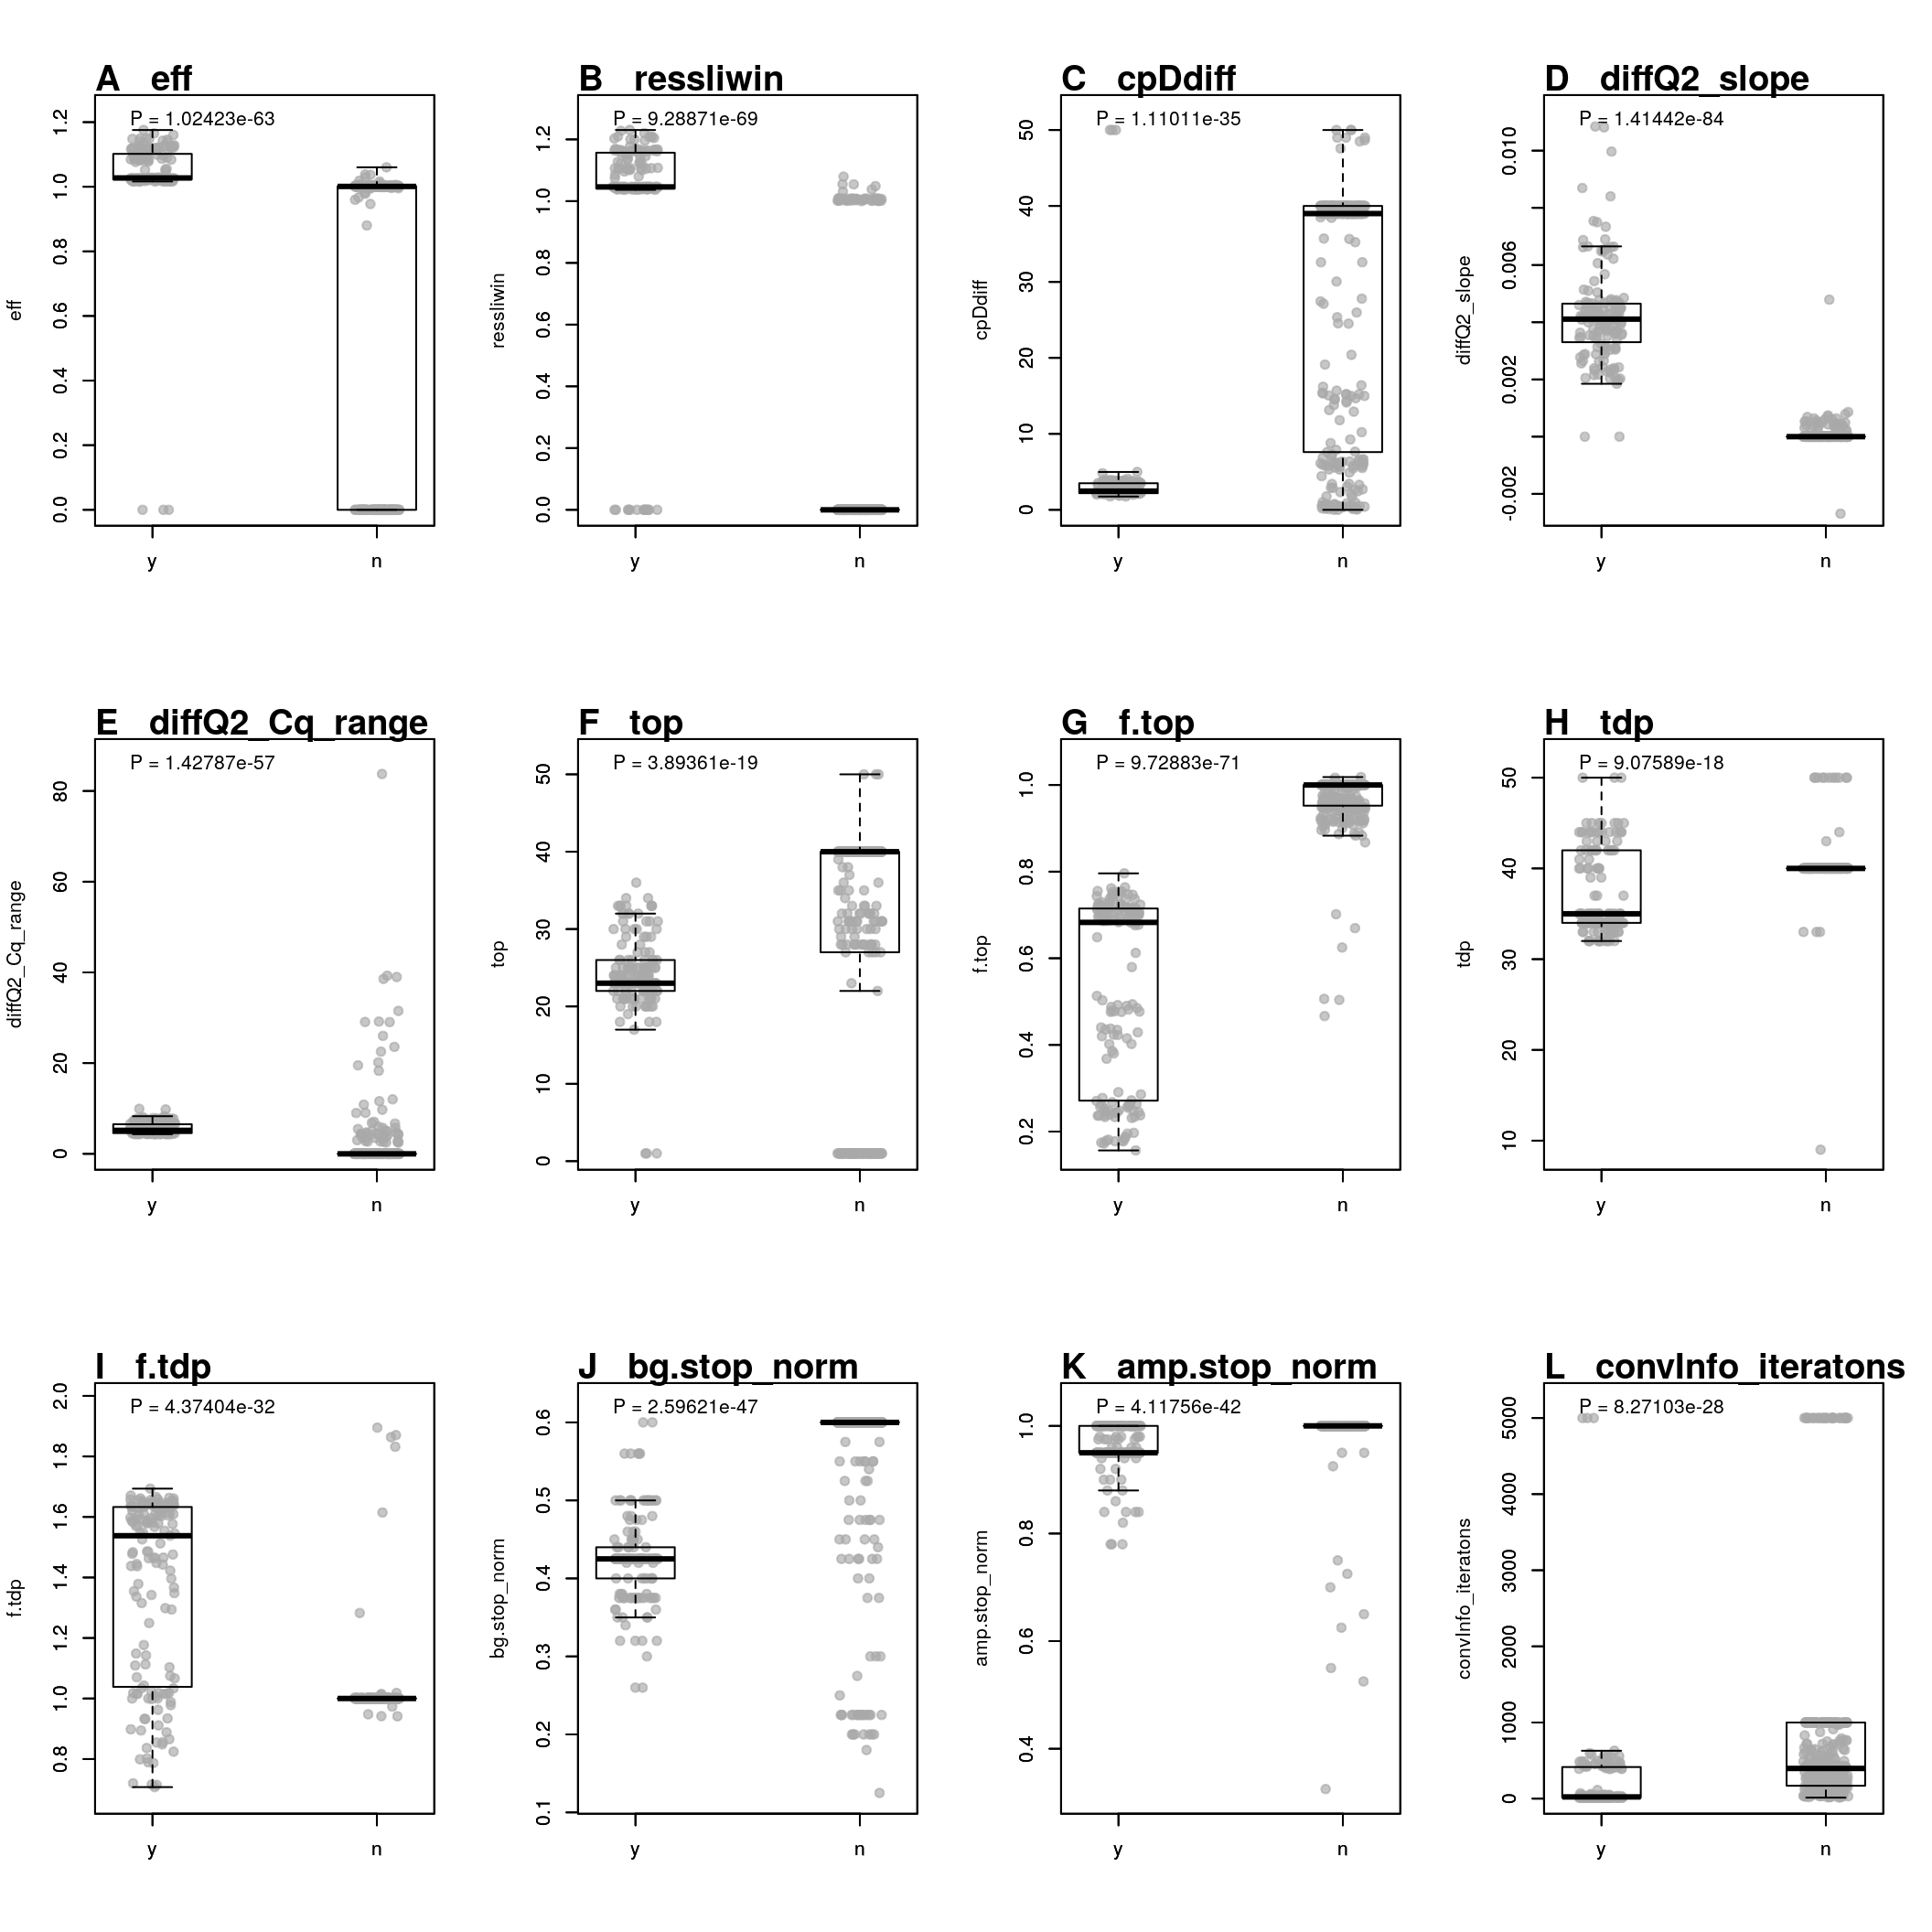 A eff
P = 1.02423e-63
eff
0.0 0.2 0.4 0.6 0.8 1.0 1.2
y n
B ressliwin
P = 9.28871e-69
ressliwin
0.0 0.2 0.4 0.6 0.8 1.0 1.2
y n
C cpDdiff
P = 1.11011e-35
cpDdiff
0 10 20 30 40 50
y n
D diffQ2_slope
P = 1.41442e-84
diffQ2_slope
-0.002 0.002 0.006 0.010
y n
E diffQ2_Cq_range
P = 1.42787e-57
diffQ2_Cq_range
0 20 40 60 80
y n
F top
P = 3.89361e-19
top
0 10 20 30 40 50
y n
G f.top
P = 9.72883e-71
f.top
0.2 0.4 0.6 0.8 1.0
y n
H tdp
P = 9.07589e-18
tdp
10 20 30 40 50
y n
I f.tdp
P = 4.37404e-32
f.tdp
0.8 1.0 1.2 1.4 1.6 1.8 2.0
y n
J bg.stop_norm
P = 2.59621e-47
bg.stop_norm
0.1 0.2 0.3 0.4 0.5 0.6
y n
K amp.stop_norm
P = 4.11756e-42
amp.stop_norm
0.4 0.6 0.8 1.0
y n
L convInfo_iteratons
P = 8.27103e-28
convInfo_iteratons
0 1000 2000 3000 4000 5000
y n